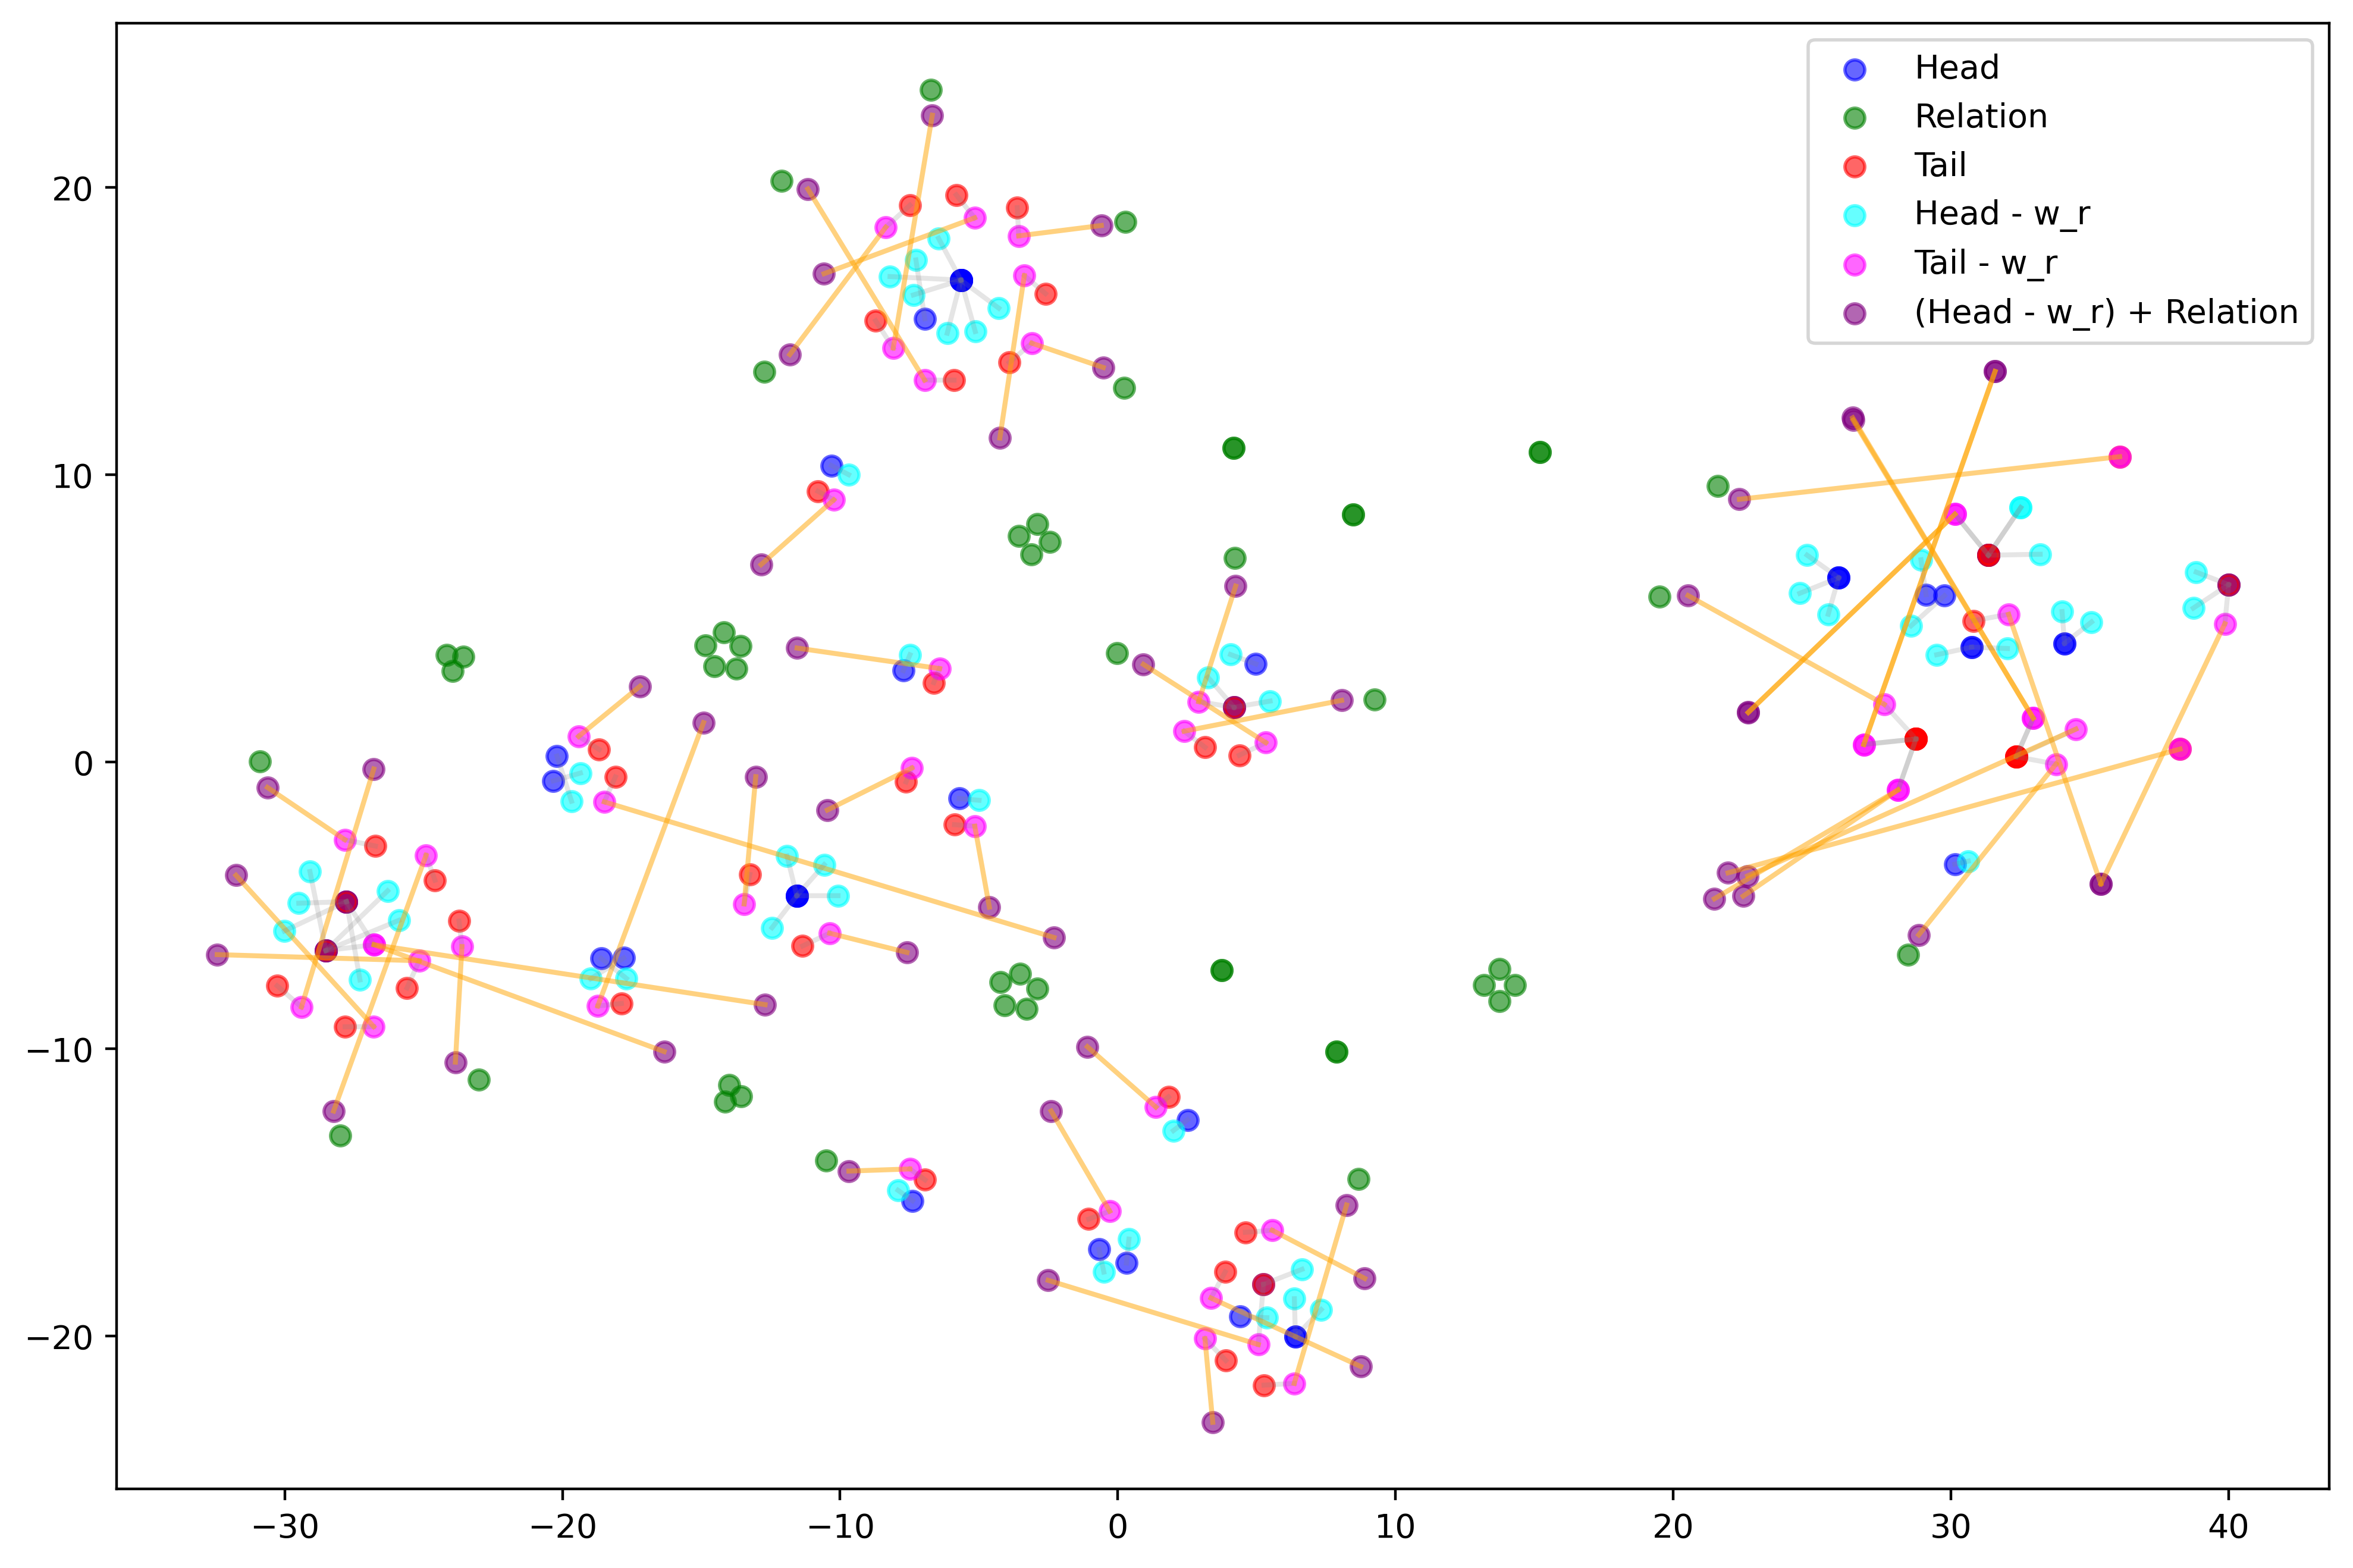 Head
Relation
Tail
Head - w_r
Tail - w_r
(Head - w_r) + Relation
20
10
0
−10
−20
−30 −20 −10 0 10 20 30 40